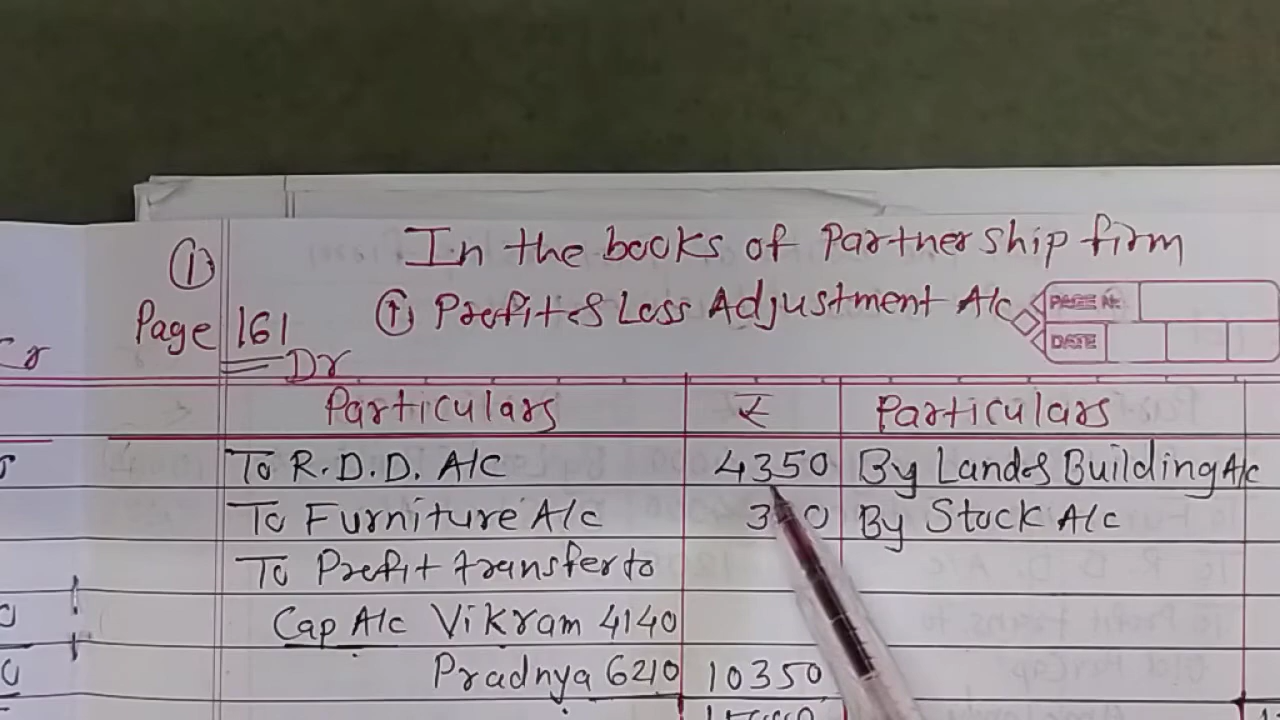 In the books of Partnership firm
①
① Profit & Loss Adjustment A/c
PAGE No.
DATE
Page 161
Dr
Particulars ₹ Particulars
To R.D.D. A/c 4350 By Land & Building A/c
To Furniture A/c By Stock A/c
To Profit transfer to
Cap A/c Vikram 4140
Pradnya 6210 10350